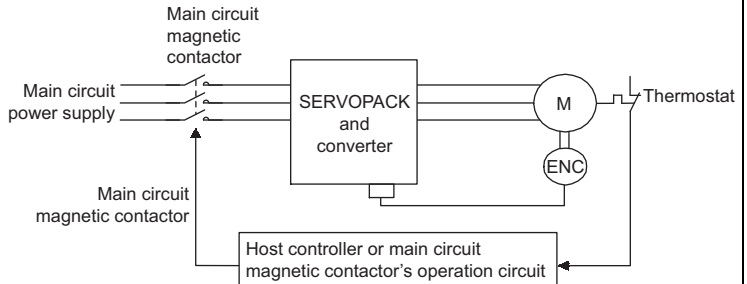 Main circuit
magnetic
contactor
Main circuit
power supply
SERVOPACK
and
converter
M
Thermostat
ENC
Main circuit
magnetic contactor
Host controller or main circuit
magnetic contactor's operation circuit